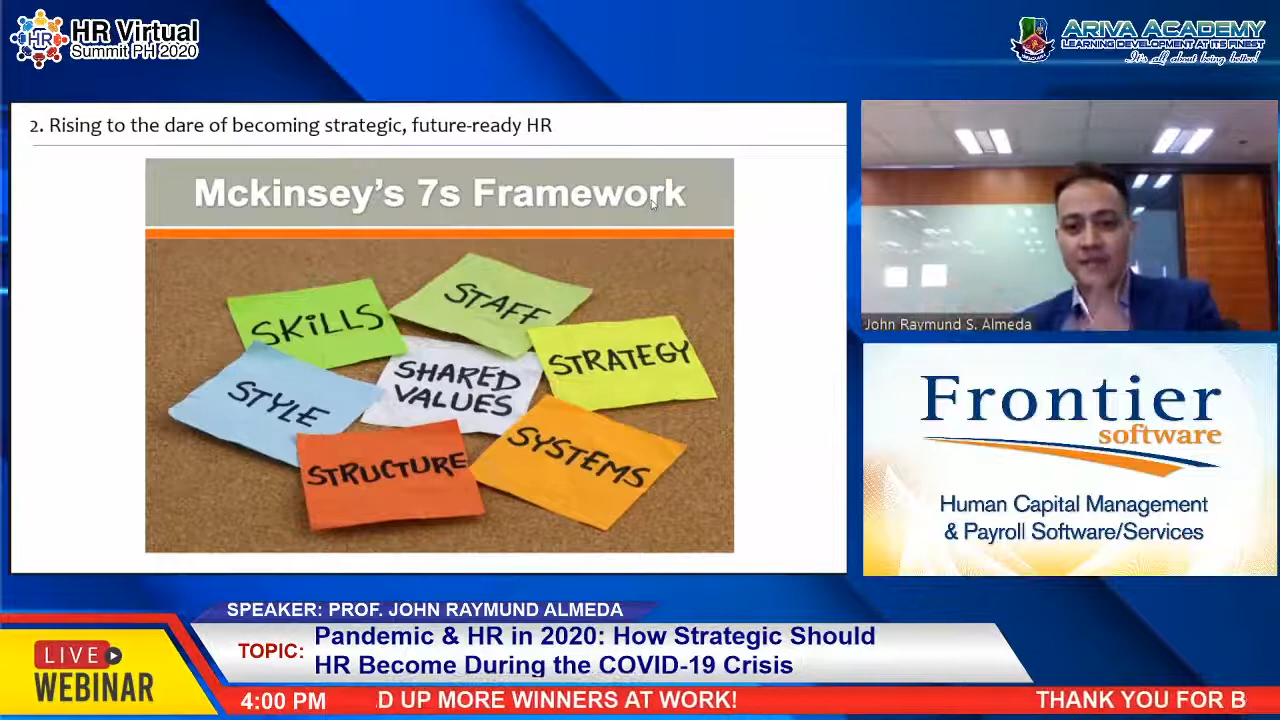 HR
HR Virtual
Summit PH 2020
ARIVA ACADEMY
LEARNING DEVELOPMENT AT ITS FINEST
It's all about being better!
2. Rising to the dare of becoming strategic, future-ready HR
Mckinsey's 7s Framework
STAFF
SKiLLS
STRATEGY
SHARED
VALUES
STYLE
SYSTEMS
STRUCTURE
John Raymund S. Almeda
Frontier
software
Human Capital Management
& Payroll Software/Services
SPEAKER: PROF. JOHN RAYMUND ALMEDA
LIVE
WEBINAR
TOPIC:
Pandemic & HR in 2020: How Strategic Should
HR Become During the COVID-19 Crisis
4:00 PM
D UP MORE WINNERS AT WORK!
THANK YOU FOR B